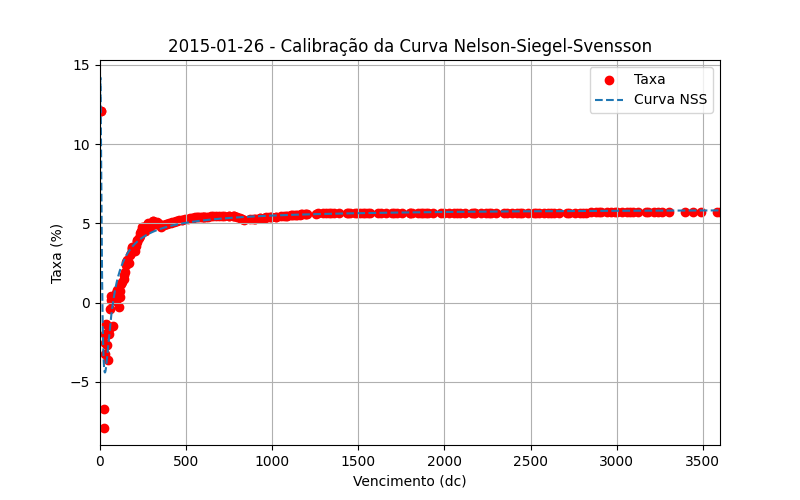 2015-01-26 - Calibração da Curva Nelson-Siegel-Svensson
Taxa
Curva NSS
Taxa (%)
15
10
5
0
−5
0
500
1000
1500
2000
2500
3000
3500
Vencimento (dc)